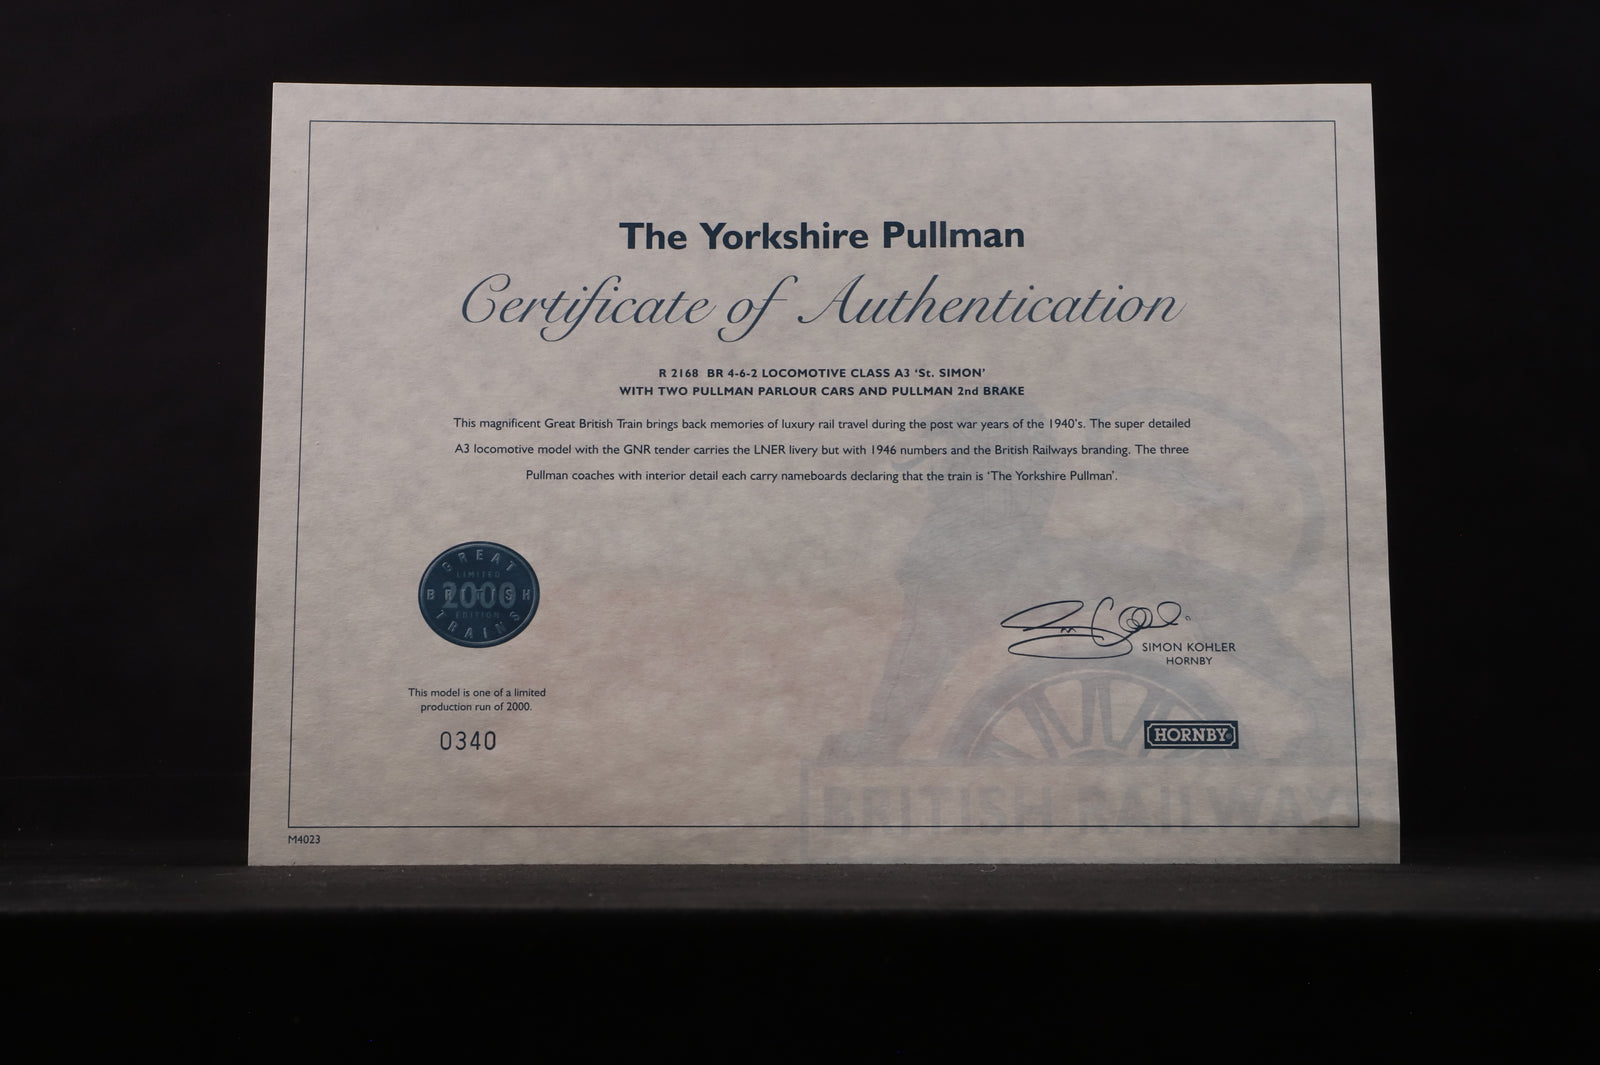 The Yorkshire Pullman
Certificate of Authentication
R 2168 BR 4-6-2 LOCOMOTIVE CLASS A3 ‘St. SIMON’
WITH TWO PULLMAN PARLOUR CARS AND PULLMAN 2nd BRAKE
This magnificent Great British Train brings back memories of luxury rail travel during the post war years of the 1940's. The super detailed
A3 locomotive model with the GNR tender carries the LNER livery but with 1946 numbers and the British Railways branding. The three
Pullman coaches with interior detail each carry nameboards declaring that the train is ‘The Yorkshire Pullman’.
GREAT
LIMITED
2000
BRITISH
EDITION
TRAINS
SIMON KOHLER
HORNBY
This model is one of a limited
production run of 2000.
0340
HORNBY®
BRITISH RAILWAY
M4023